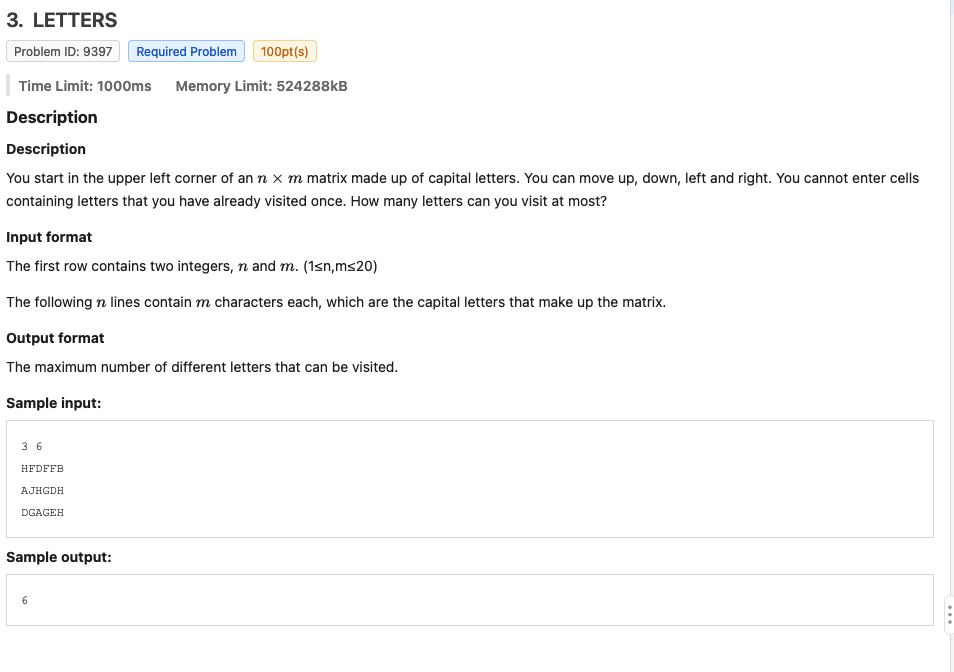 3. LETTERS
Problem ID: 9397 Required Problem 100pt(s)
Time Limit: 1000ms Memory Limit: 524288kB
Description
Description
You start in the upper left corner of an n × m matrix made up of capital letters. You can move up, down, left and right. You cannot enter cells
containing letters that you have already visited once. How many letters can you visit at most?
Input format
The first row contains two integers, n and m. (1≤n,m≤20)
The following n lines contain m characters each, which are the capital letters that make up the matrix.
Output format
The maximum number of different letters that can be visited.
Sample input:
3 6
HFDFFB
AJHGDH
DGAGEH
Sample output:
6